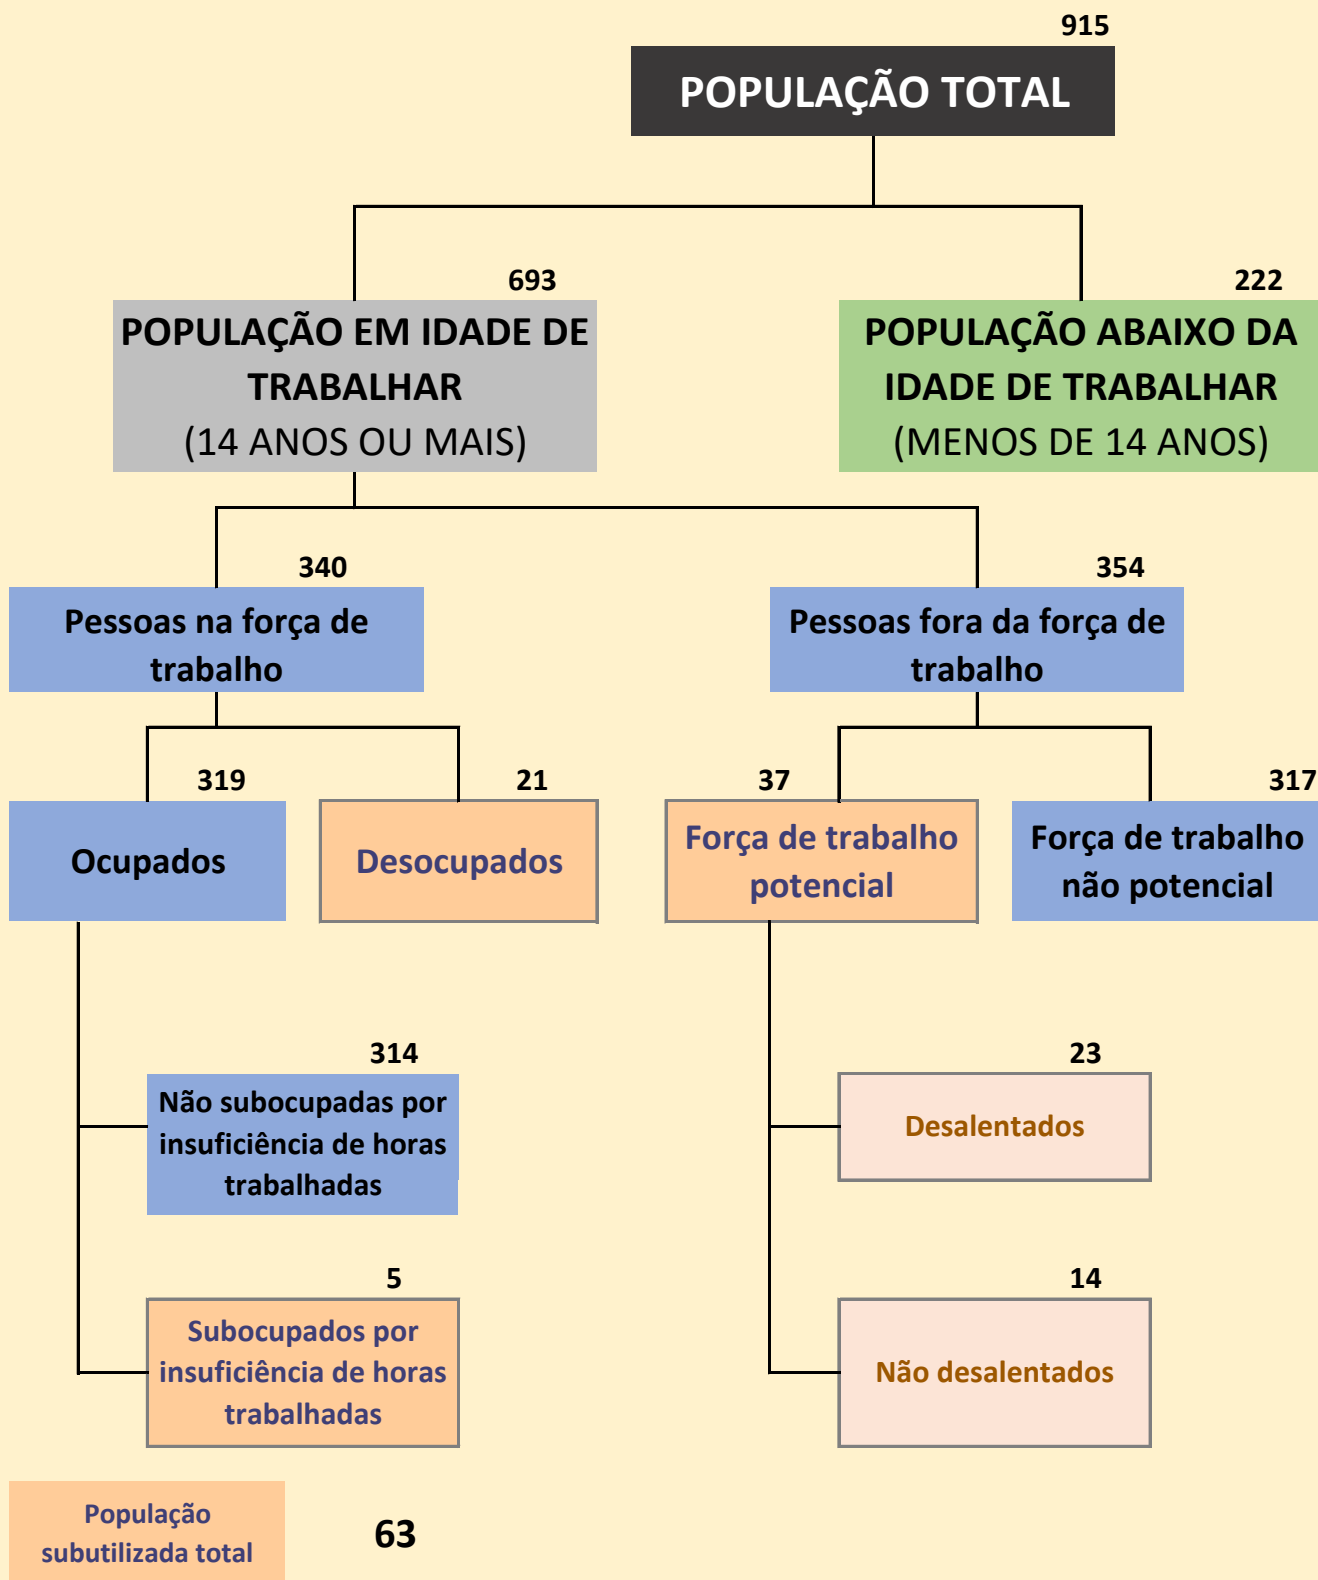 915
POPULAÇÃO TOTAL
693
POPULAÇÃO EM IDADE DE
TRABALHAR
(14 ANOS OU MAIS)
222
POPULAÇÃO ABAIXO DA
IDADE DE TRABALHAR
(MENOS DE 14 ANOS)
340
Pessoas na força de
trabalho
354
Pessoas fora da força de
trabalho
319
Ocupados
21
Desocupados
37
Força de trabalho
potencial
317
Força de trabalho
não potencial
314
Não subocupadas por
insuficiência de horas
trabalhadas
23
Desalentados
5
Subocupados por
insuficiência de horas
trabalhadas
14
Não desalentados
População
subutilizada total
63